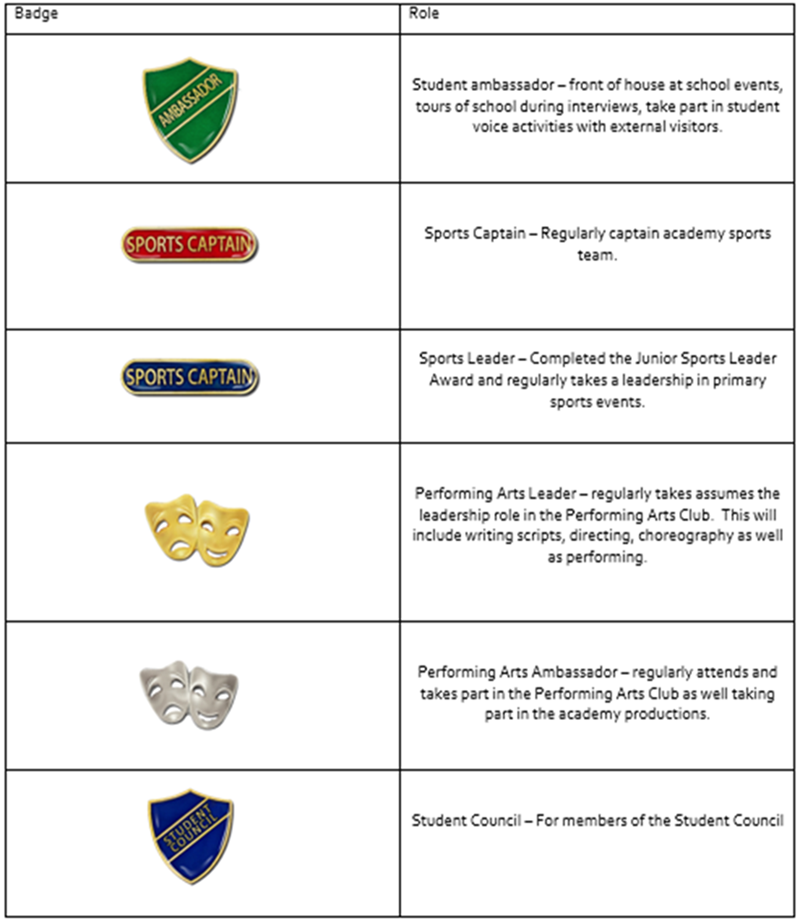 Badge
Role
AMBASSADOR
Student ambassador – front of house at school events,
tours of school during interviews, take part in student
voice activities with external visitors.
SPORTS CAPTAIN
Sports Captain – Regularly captain academy sports
team.
SPORTS CAPTAIN
Sports Leader – Completed the Junior Sports Leader
Award and regularly takes a leadership in primary
sports events.
Performing Arts Leader – regularly takes assumes the
leadership role in the Performing Arts Club.  This will
include writing scripts, directing, choreography as well
as performing.
Performing Arts Ambassador – regularly attends and
takes part in the Performing Arts Club as well taking
part in the academy productions.
STUDENT
COUNCIL
Student Council – For members of the Student Council